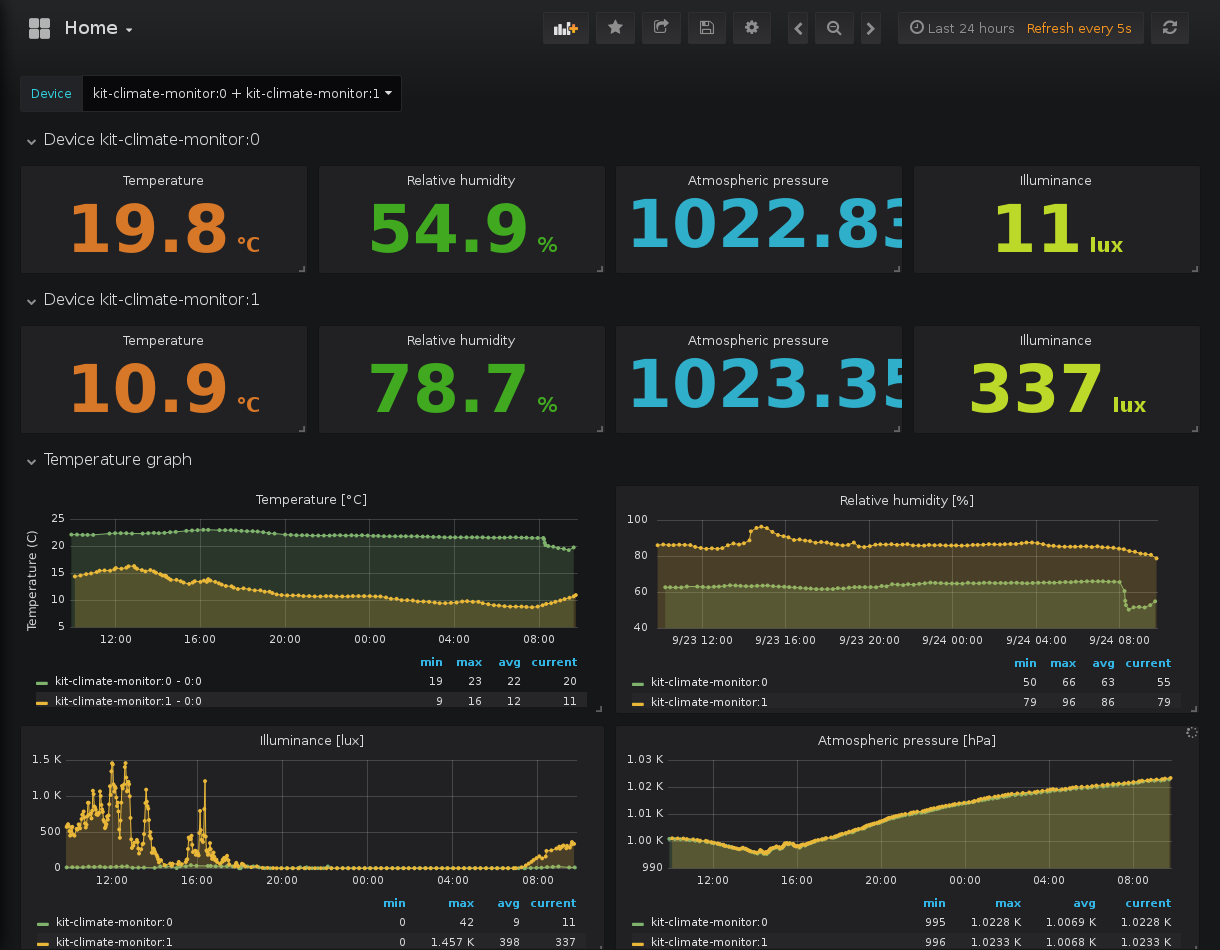 Home
Last 24 hours Refresh every 5s
Device kit-climate-monitor:0 + kit-climate-monitor:1
Device kit-climate-monitor:0
Temperature Relative humidity Atmospheric pressure Illuminance
19.8 °C 54.9 % 1022.83 11 lux
Device kit-climate-monitor:1
Temperature Relative humidity Atmospheric pressure Illuminance
10.9 °C 78.7 % 1023.35 337 lux
Temperature graph
Temperature [°C]
Temperature (C)
25
20
15
10
5
12:00 16:00 20:00 00:00 04:00 08:00
min max avg current
kit-climate-monitor:0 - 0:0 19 23 22 20
kit-climate-monitor:1 - 0:0 9 16 12 11
Relative humidity [%]
100
80
60
40
9/23 12:00 9/23 16:00 9/23 20:00 9/24 00:00 9/24 04:00 9/24 08:00
min max avg current
kit-climate-monitor:0 50 66 63 55
kit-climate-monitor:1 79 96 86 79
Illuminance [lux]
1.5 K
1.0 K
500
0
12:00 16:00 20:00 00:00 04:00 08:00
min max avg current
kit-climate-monitor:0 0 42 9 11
kit-climate-monitor:1 0 1.457 K 398 337
Atmospheric pressure [hPa]
1.03 K
1.02 K
1.01 K
1.00 K
990
12:00 16:00 20:00 00:00 04:00 08:00
min max avg current
kit-climate-monitor:0 995 1.0228 K 1.0069 K 1.0228 K
kit-climate-monitor:1 996 1.0233 K 1.0068 K 1.0233 K